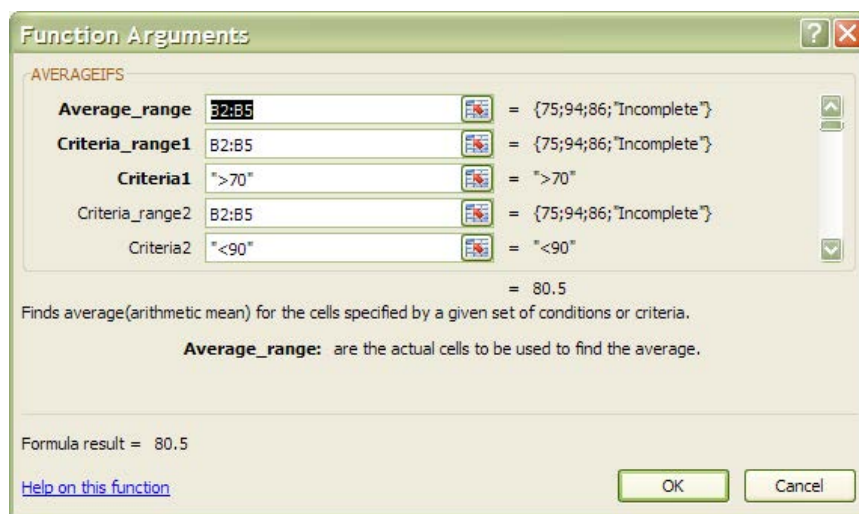 Function Arguments
?
AVERAGEIFS
Average_range B2:B5 = {75;94;86;"Incomplete"}
Criteria_range1 B2:B5 = {75;94;86;"Incomplete"}
Criteria1 ">70" = ">70"
Criteria_range2 B2:B5 = {75;94;86;"Incomplete"}
Criteria2 "<90" = "<90"
= 80.5
Finds average(arithmetic mean) for the cells specified by a given set of conditions or criteria.
Average_range: are the actual cells to be used to find the average.
Formula result = 80.5
Help on this function OK Cancel